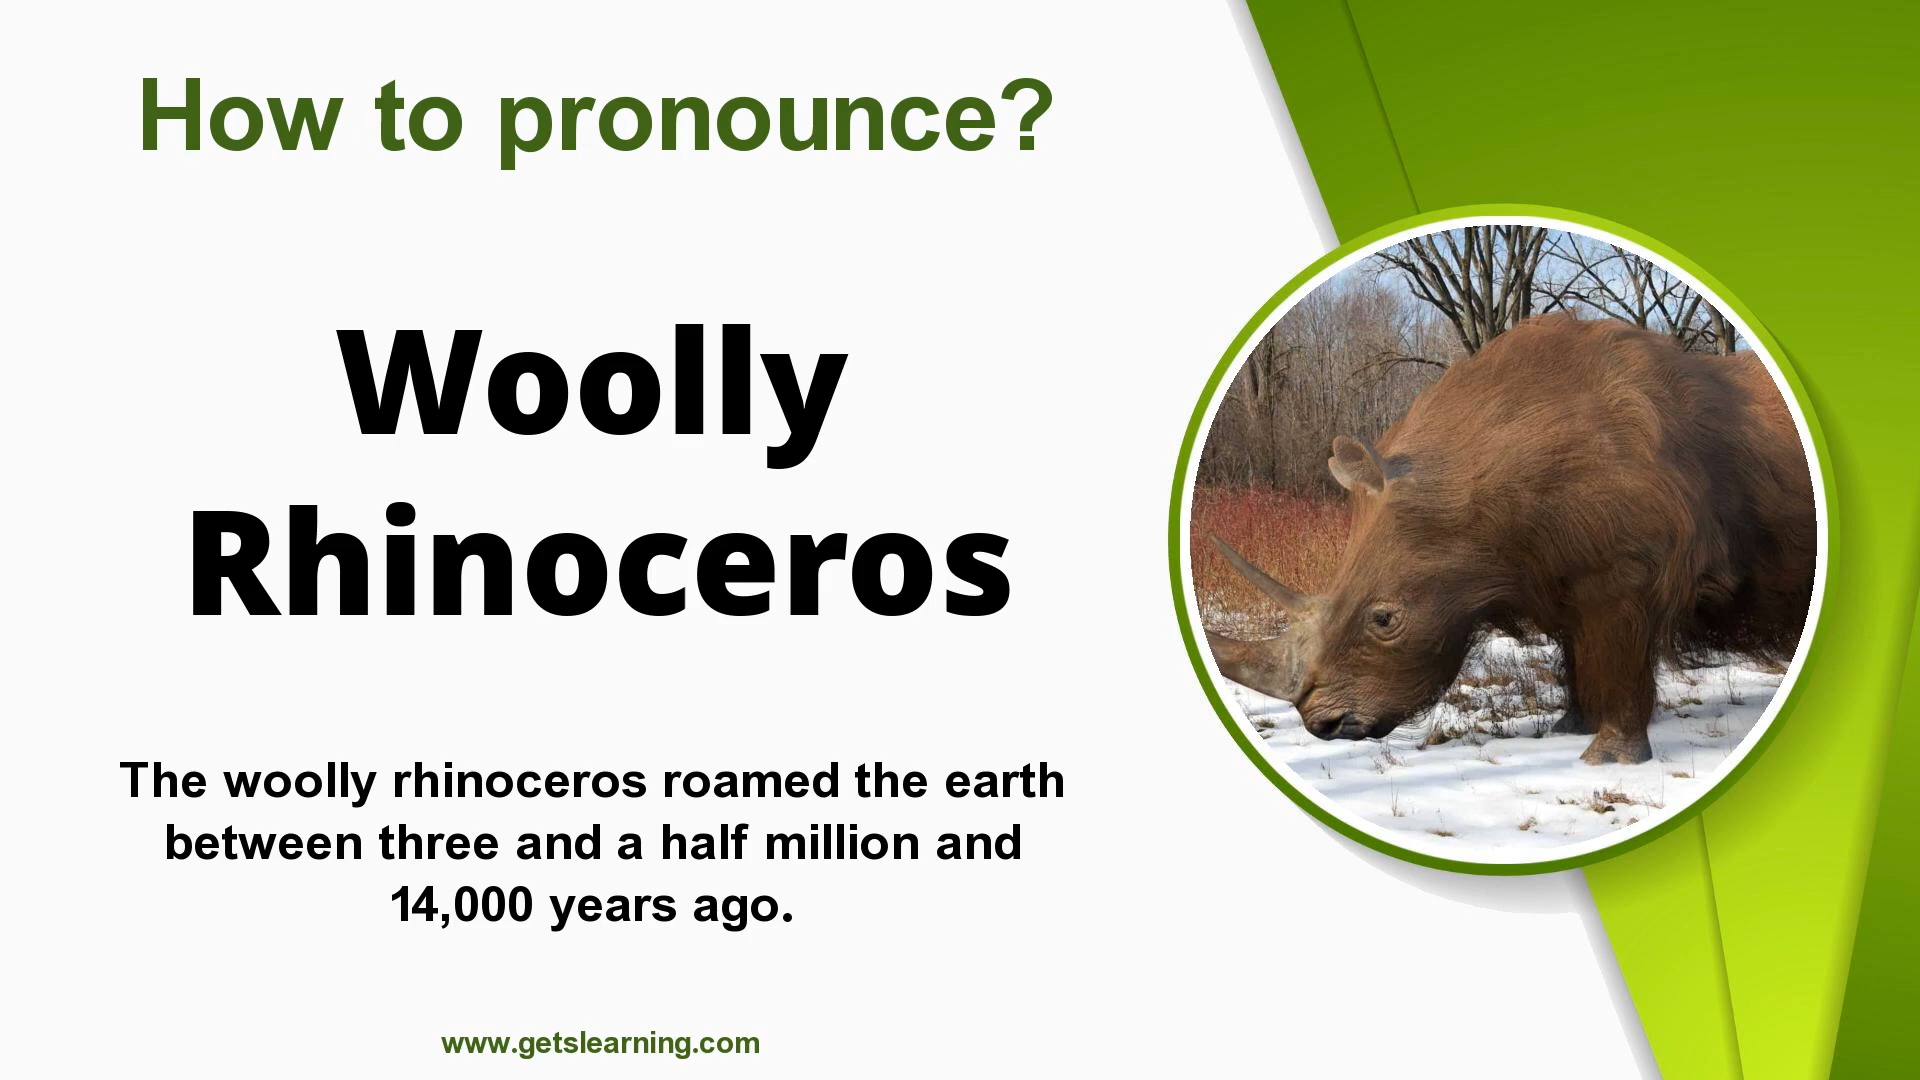 How to pronounce?
Woolly
Rhinoceros
The woolly rhinoceros roamed the earth
between three and a half million and
14,000 years ago.
www.getslearning.com